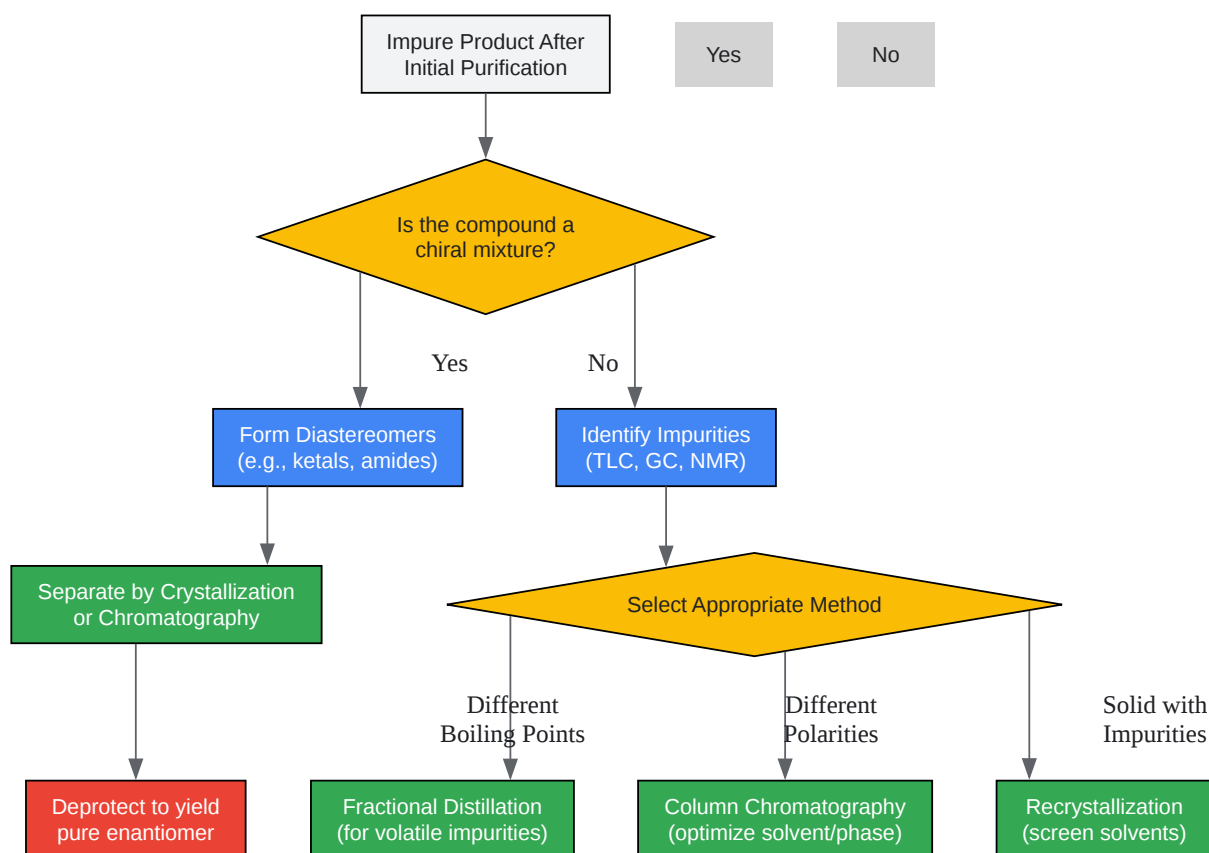 Impure Product After
Initial Purification
Yes
No
Is the compound a
chiral mixture?
Yes
No
Form Diastereomers
(e.g., ketals, amides)
Identify Impurities
(TLC, GC, NMR)
Separate by Crystallization
or Chromatography
Select Appropriate Method
Different
Boiling Points
Different
Polarities
Solid with
Impurities
Deprotect to yield
pure enantiomer
Fractional Distillation
(for volatile impurities)
Column Chromatography
(optimize solvent/phase)
Recrystallization
(screen solvents)